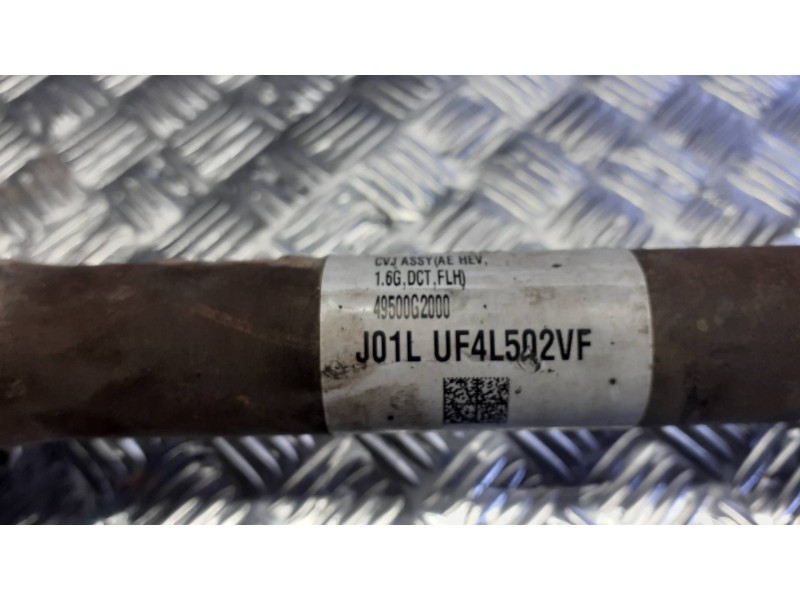 CVJ ASSY(AE HEV,
1.6G,DCT,FLH)
49500G2000
J01L UF4L502VF